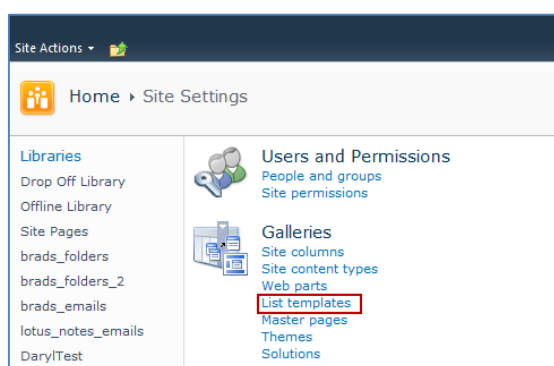 Site Actions
Home ▸ Site Settings
Libraries
Drop Off Library
Offline Library
Site Pages
brads_folders
brads_folders_2
brads_emails
lotus_notes_emails
DarylTest
Users and Permissions
People and groups
Site permissions
Galleries
Site columns
Site content types
Web parts
List templates
Master pages
Themes
Solutions